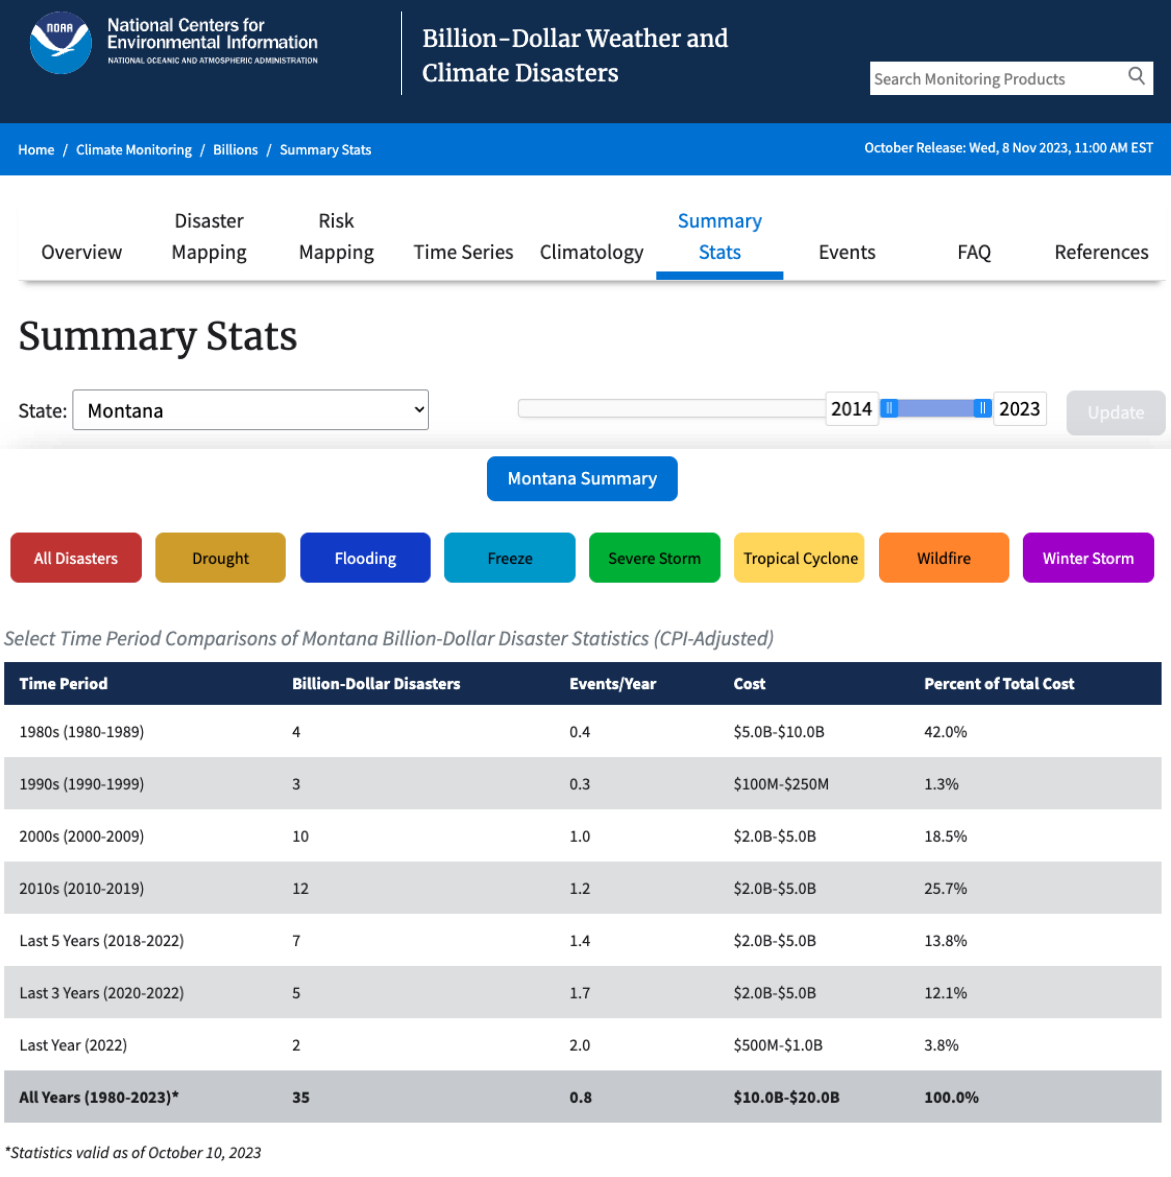 NOAA
National Centers for
Environmental Information
NATIONAL OCEANIC AND ATMOSPHERIC ADMINISTRATION
Billion-Dollar Weather and
Climate Disasters
Search Monitoring Products
Home / Climate Monitoring / Billions / Summary Stats
October Release: Wed, 8 Nov 2023, 11:00 AM EST
Overview
Disaster
Mapping
Risk
Mapping
Time Series
Climatology
Summary
Stats
Events
FAQ
References
Summary Stats
State: Montana
2014
2023
Update
Montana Summary
All Disasters
Drought
Flooding
Freeze
Severe Storm
Tropical Cyclone
Wildfire
Winter Storm
Select Time Period Comparisons of Montana Billion-Dollar Disaster Statistics (CPI-Adjusted)
Time Period Billion-Dollar Disasters Events/Year Cost Percent of Total Cost
1980s (1980-1989) 4 0.4 $5.0B-$10.0B 42.0%
1990s (1990-1999) 3 0.3 $100M-$250M 1.3%
2000s (2000-2009) 10 1.0 $2.0B-$5.0B 18.5%
2010s (2010-2019) 12 1.2 $2.0B-$5.0B 25.7%
Last 5 Years (2018-2022) 7 1.4 $2.0B-$5.0B 13.8%
Last 3 Years (2020-2022) 5 1.7 $2.0B-$5.0B 12.1%
Last Year (2022) 2 2.0 $500M-$1.0B 3.8%
All Years (1980-2023)* 35 0.8 $10.0B-$20.0B 100.0%
*Statistics valid as of October 10, 2023